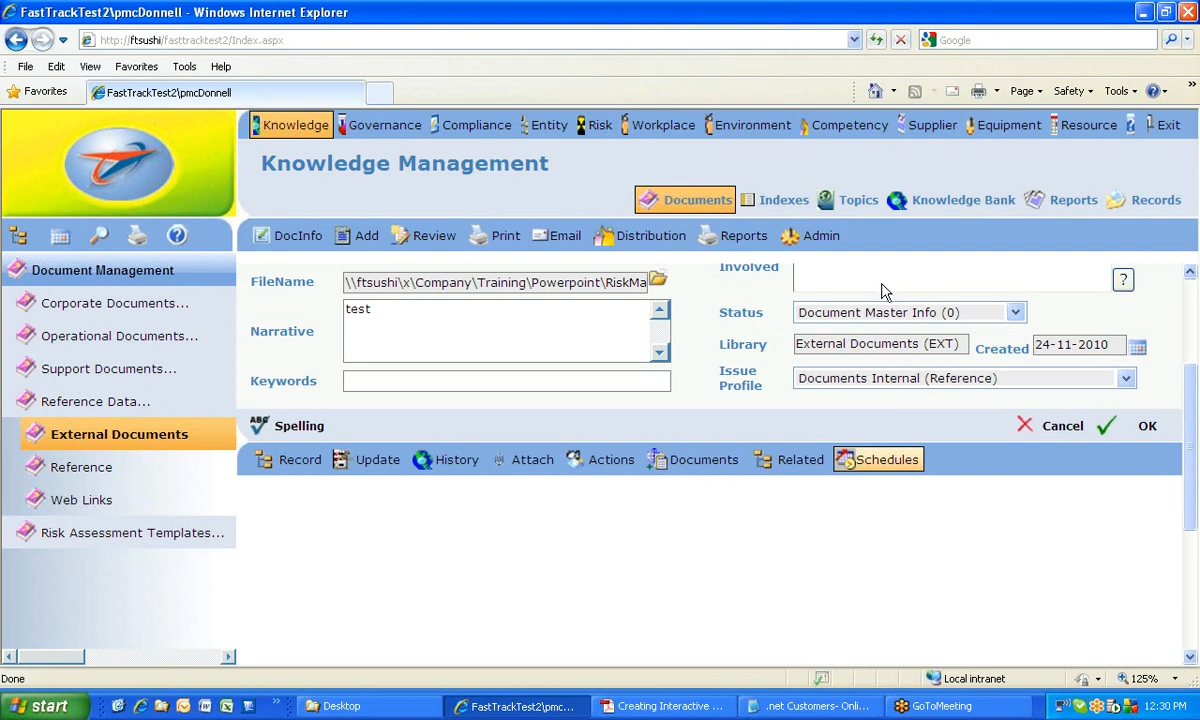 FastTrackTest2\pmcDonnell - Windows Internet Explorer
http://ftsushi/fasttracktest2/Index.aspx
Google
File Edit View Favorites Tools Help
Favorites FastTrackTest2\pmcDonnell Page Safety Tools
Knowledge Governance Compliance Entity Risk Workplace Environment Competency Supplier Equipment Resource Exit
Knowledge Management
Documents Indexes Topics Knowledge Bank Reports Records
DocInfo Add Review Print Email Distribution Reports Admin
Document Management
Corporate Documents...
Operational Documents...
Support Documents...
Reference Data...
External Documents
Reference
Web Links
Risk Assessment Templates...
FileName \\ftsushi\x\Company\Training\Powerpoint\RiskMa
Narrative test
Keywords
Involved ?
Status Document Master Info (0)
Library External Documents (EXT) Created 24-11-2010
Issue
Profile Documents Internal (Reference)
ABC Spelling Cancel OK
Record Update History Attach Actions Documents Related Schedules
Done Local intranet 125%
start Desktop FastTrackTest2\pmc... Creating Interactive ... .net Customers- Onli... GoToMeeting 12:30 PM